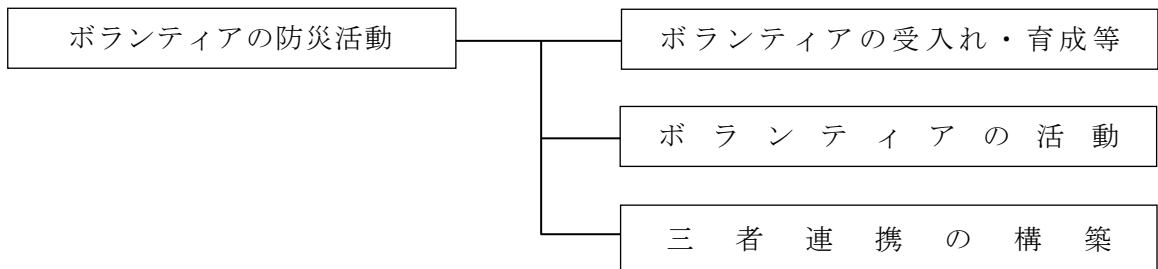 ボランティアの防災活動
ボランティアの受入れ・育成等
ボランティアの活動
三者連携の構築